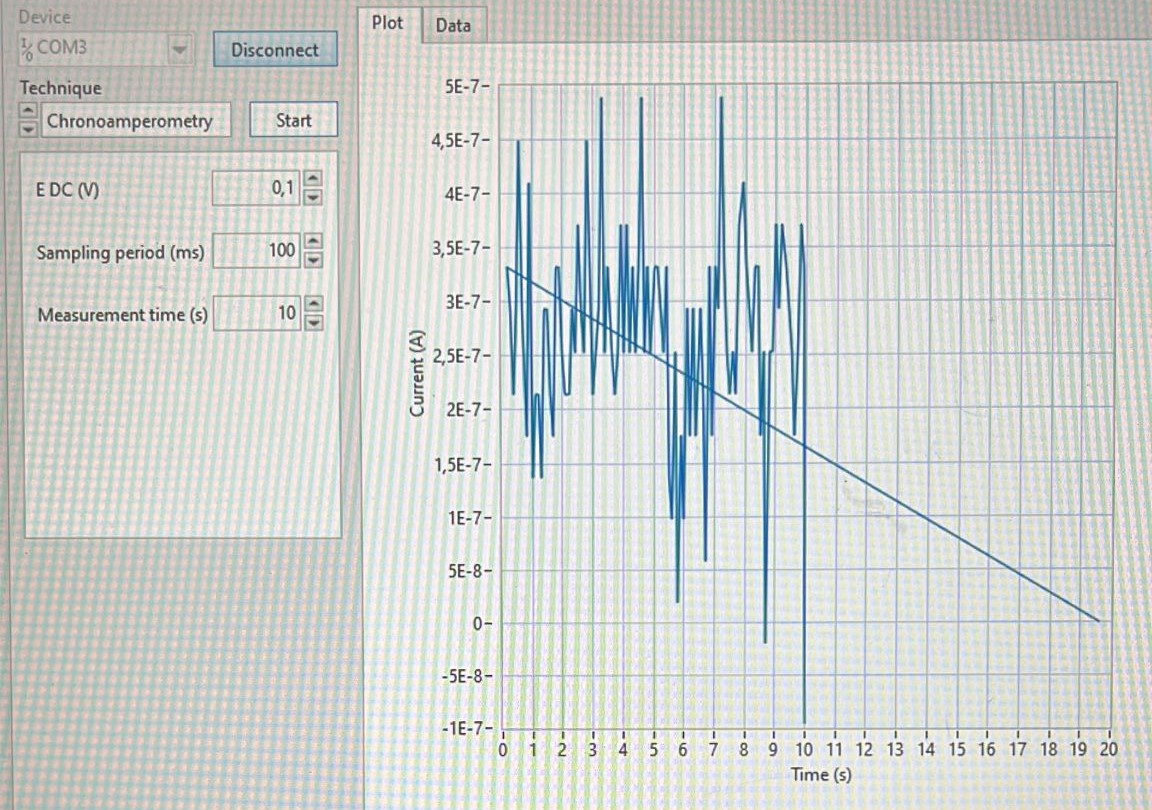 Device
COM3
Disconnect
Technique
Chronoamperometry
Start
E DC (V)
0,1
Sampling period (ms)
100
Measurement time (s)
10
Plot
Data
5E-7
4,5E-7
4E-7
3,5E-7
3E-7
2,5E-7
2E-7
1,5E-7
1E-7
5E-8
0
-5E-8
-1E-7
Current (A)
0 1 2 3 4 5 6 7 8 9 10 11 12 13 14 15 16 17 18 19 20
Time (s)